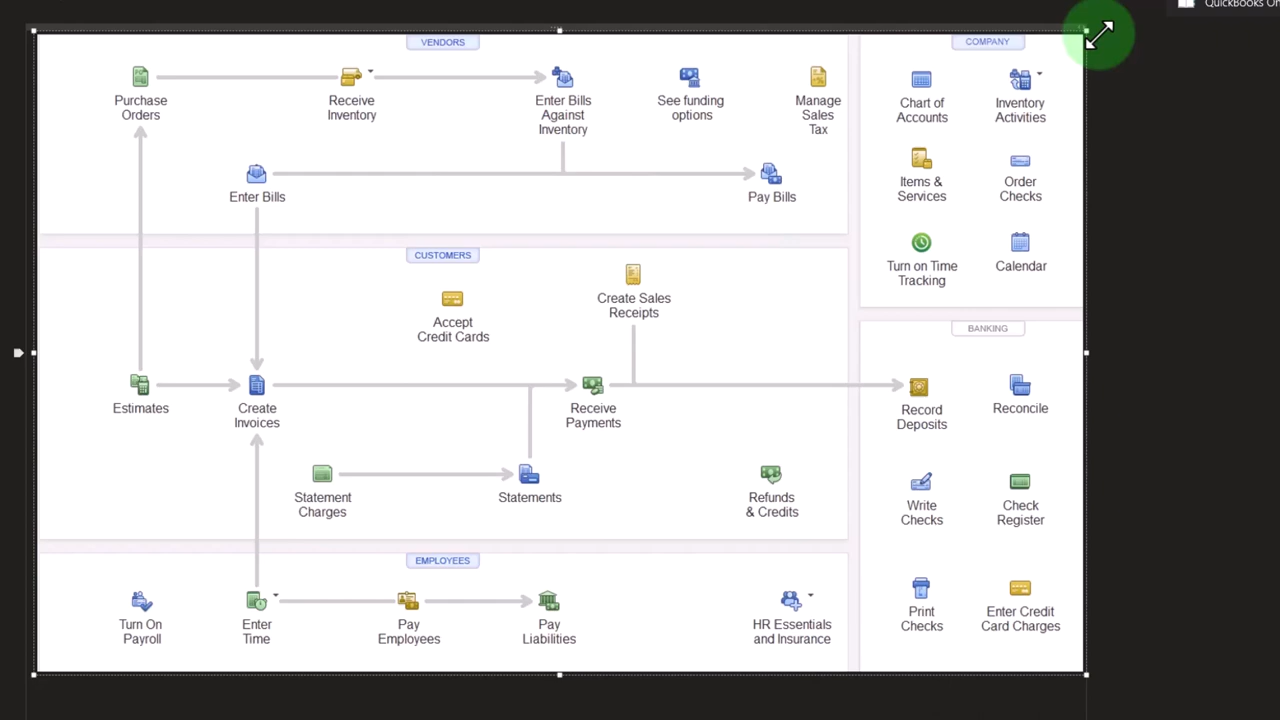 QuickBooks On
VENDORS
Purchase
Orders
Receive
Inventory
Enter Bills
Against
Inventory
See funding
options
Manage
Sales
Tax
Enter Bills
Pay Bills
COMPANY
Chart of
Accounts
Inventory
Activities
Items &
Services
Order
Checks
Turn on Time
Tracking
Calendar
CUSTOMERS
Accept
Credit Cards
Create Sales
Receipts
Estimates
Create
Invoices
Receive
Payments
Statement
Charges
Statements
Refunds
& Credits
BANKING
Record
Deposits
Reconcile
Write
Checks
Check
Register
Print
Checks
Enter Credit
Card Charges
EMPLOYEES
Turn On
Payroll
Enter
Time
Pay
Employees
Pay
Liabilities
HR Essentials
and Insurance